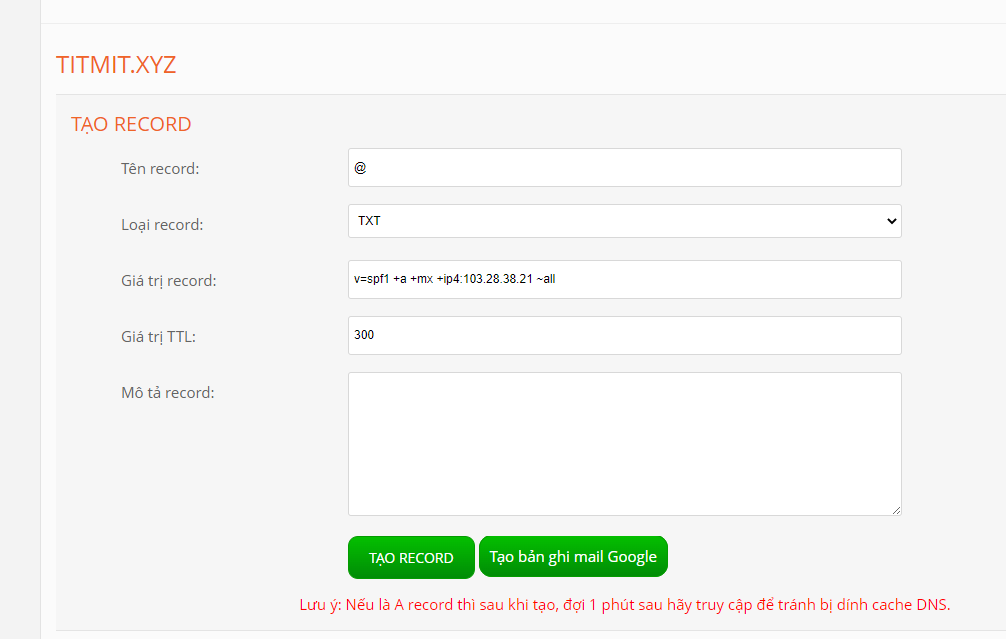 TITMIT.XYZ
TẠO RECORD
Tên record: @
Loại record: TXT
Giá trị record: v=spf1 +a +mx +ip4:103.28.38.21 ~all
Giá trị TTL: 300
Mô tả record:
TẠO RECORD Tạo bản ghi mail Google
Lưu ý: Nếu là A record thì sau khi tạo, đợi 1 phút sau hãy truy cập để tránh bị dính cache DNS.